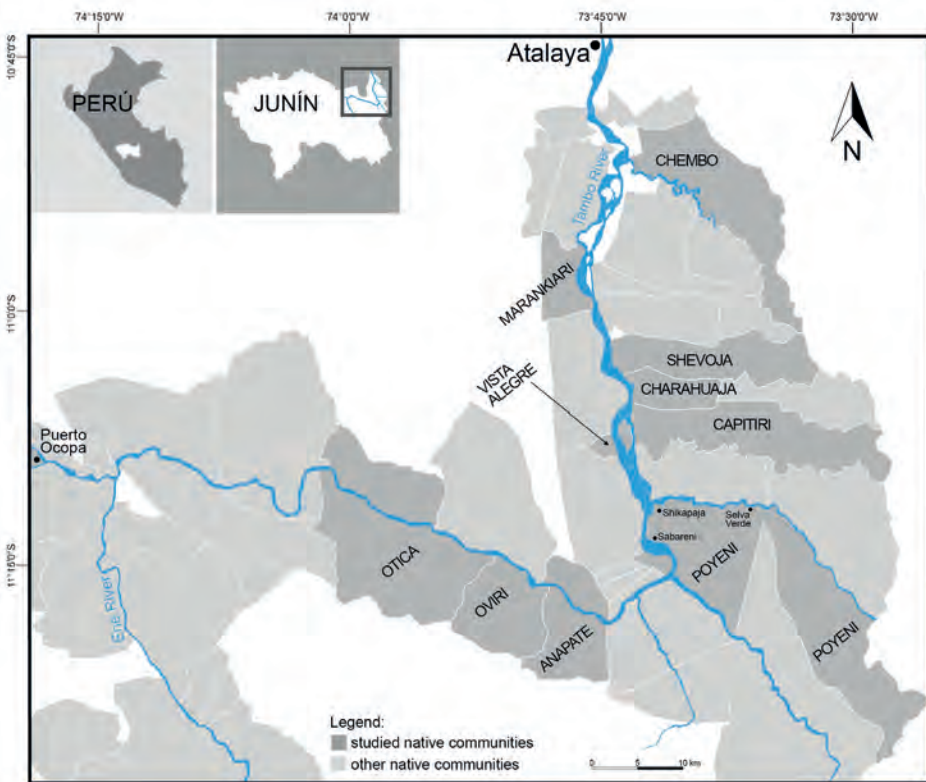 74°15'0"W
74°0'0"W
73°45'0"W
73°30'0"W
10°45'0"S
11°0'0"S
11°15'0"S
PERÚ
JUNÍN
Atalaya
N
CHEMBO
Tambo River
MARANKIARI
SHEVOJA
CHARAHUAJA
CAPITIRI
VISTA
ALEGRE
Puerto
Ocopa
Shikapaja
Selva
Verde
Sabareni
POYENI
POYENI
OTICA
OVIRI
ANAPATE
Ene River
Legend:
studied native communities
other native communities
0 5 10 kms